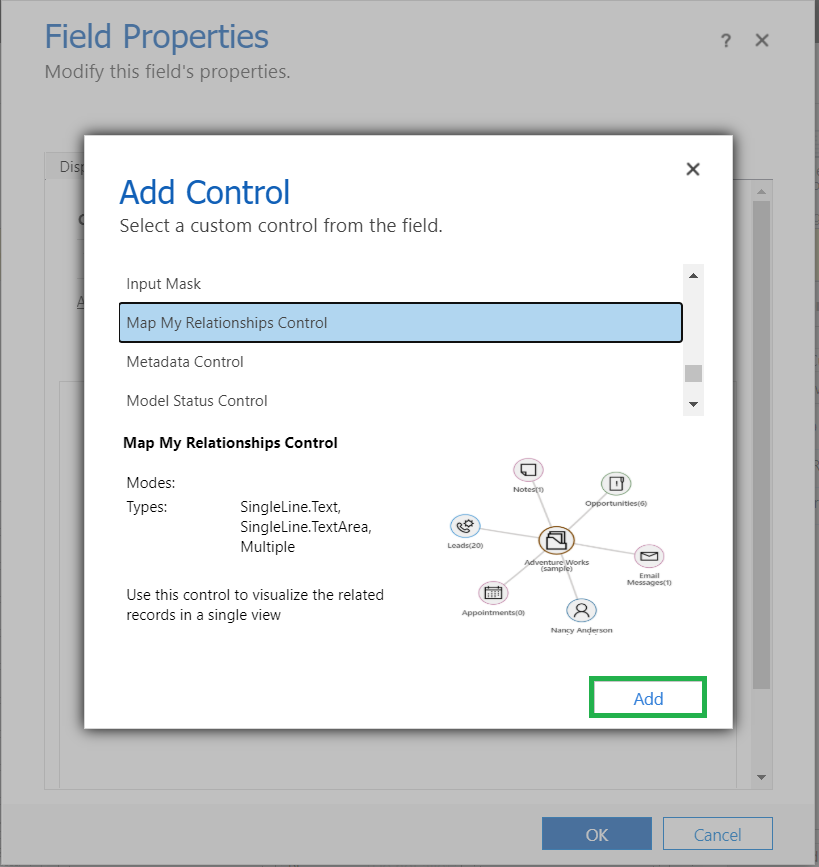 Field Properties
?
Modify this field's properties.
Add Control
Select a custom control from the field.
Input Mask
Map My Relationships Control
Metadata Control
Model Status Control
Map My Relationships Control
Modes:
Types:
SingleLine.Text,
SingleLine.TextArea,
Multiple
Use this control to visualize the related
records in a single view
Notes(1)
Opportunities(6)
Leads(20)
Adventure Works
(sample)
Email
Messages(1)
Appointments(0)
Nancy Anderson
Add
OK
Cancel